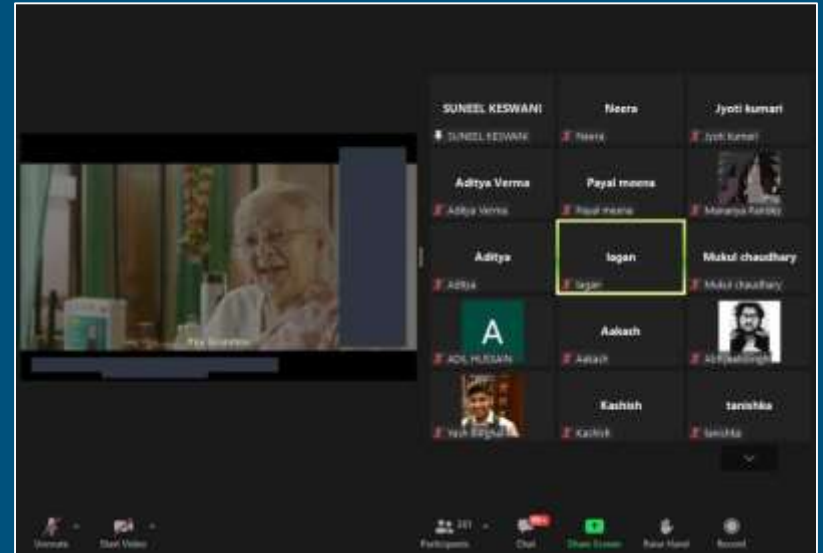 SUNEEL KESWANI
Neera
Jyoti kumari
SUNEEL KESWANI
Neera
Jyoti kumari
Aditya Verma
Payal meena
Aditya Verma
Payal meena
Aditya
lagan
Mukul chaudhary
Aditya
lagan
Mukul chaudhary
A
Aakash
ADIL HUSSAIN
Aakash
Kashish
tanishka
Kashish
tanishka
Unmute
Start Video
Participants
Chat
Share Screen
Raise Hand
Record